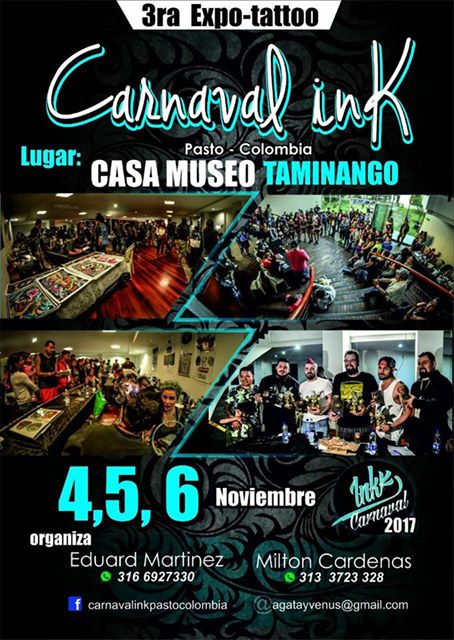 3ra Expo-tattoo
Carnaval inK
Pasto - Colombia
Lugar:
CASA MUSEO TAMINANGO
4,5, 6 Noviembre
Ink
Carnaval
2017
organiza
Eduard Martinez
316 6927330
Milton Cardenas
313 3723 328
f carnavalinkpastocolombia
@agatayvenus@gmail.com